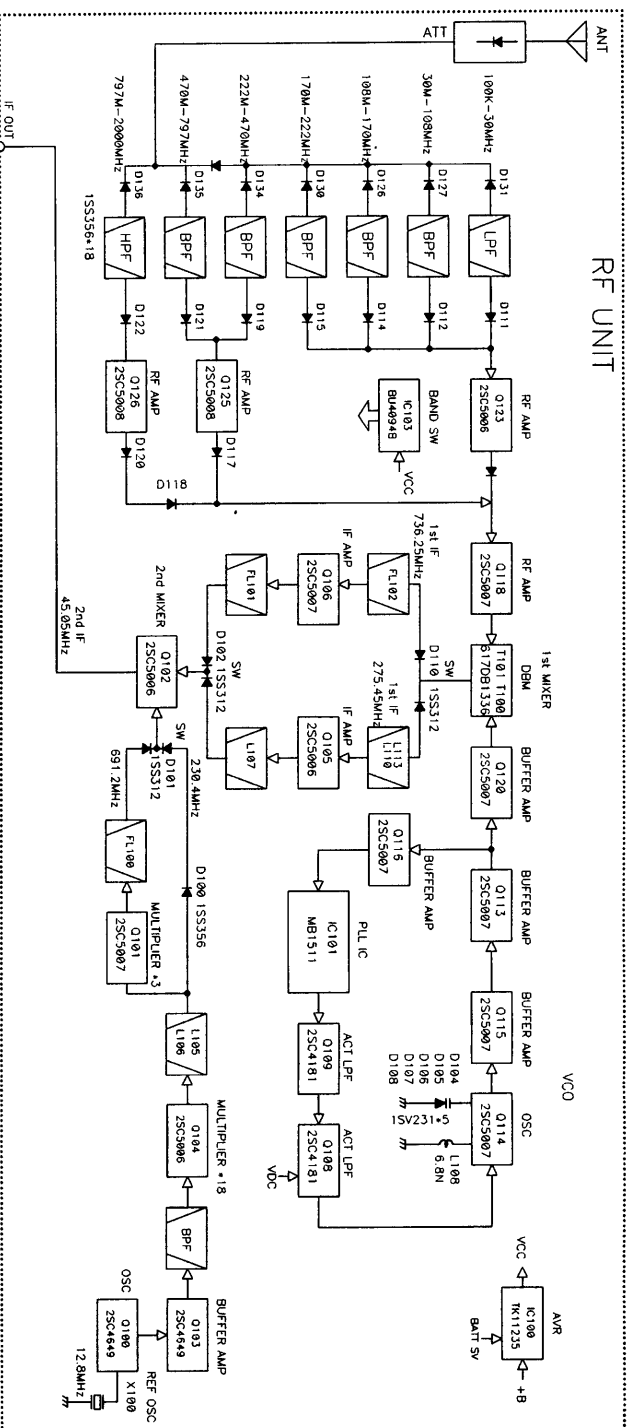 RF UNIT
ANT
ATT
100K-30MHz
30M-108MHz
108M-170MHz
170M-222MHz
222M-470MHz
470M-797MHz
797M-2000MHz
D131
D127
D126
D130
D134
D135
D136
LPF
BPF
BPF
BPF
BPF
BPF
HPF
1SS356*18
D111
D112
D114
D115
D119
D121
D122
RF AMP
Q123
2SC5006
RF AMP
Q125
2SC5008
RF AMP
Q126
2SC5008
D117
D120
D118
BAND SW
IC103
BU4094B
VCC
RF AMP
Q118
2SC5007
1st MIXER
DBM
T101 T100
617DB1336
BUFFER AMP
Q120
2SC5007
BUFFER AMP
Q113
2SC5007
BUFFER AMP
Q115
2SC5007
VCO
OSC
Q114
2SC5007
D104
D105
D106
D107
D108
1SV231*5
L108
6.8N
AVR
IC100
TK11235
VCC
+B
BATT SV
BUFFER AMP
Q116
2SC5007
PLL IC
IC101
MB1511
ACT LPF
Q109
2SC4181
ACT LPF
Q108
2SC4181
VDC
1st IF
736.25MHz
SW
D110
1SS312
1st IF
275.45MHz
FL102
L113
L110
IF AMP
Q106
2SC5007
IF AMP
Q105
2SC5006
FL101
L107
SW
D102 1SS312
2nd MIXER
Q102
2SC5006
2nd IF
45.05MHz
IF OUT
SW
D101
1SS312
230.4MHz
691.2MHz
D100 1SS356
FL100
MULTIPLIER *3
Q101
2SC5007
L105
L106
MULTIPLIER *18
Q104
2SC5006
BPF
BUFFER AMP
Q103
2SC4649
OSC
Q100
2SC4649
REF OSC
X100
12.8MHz